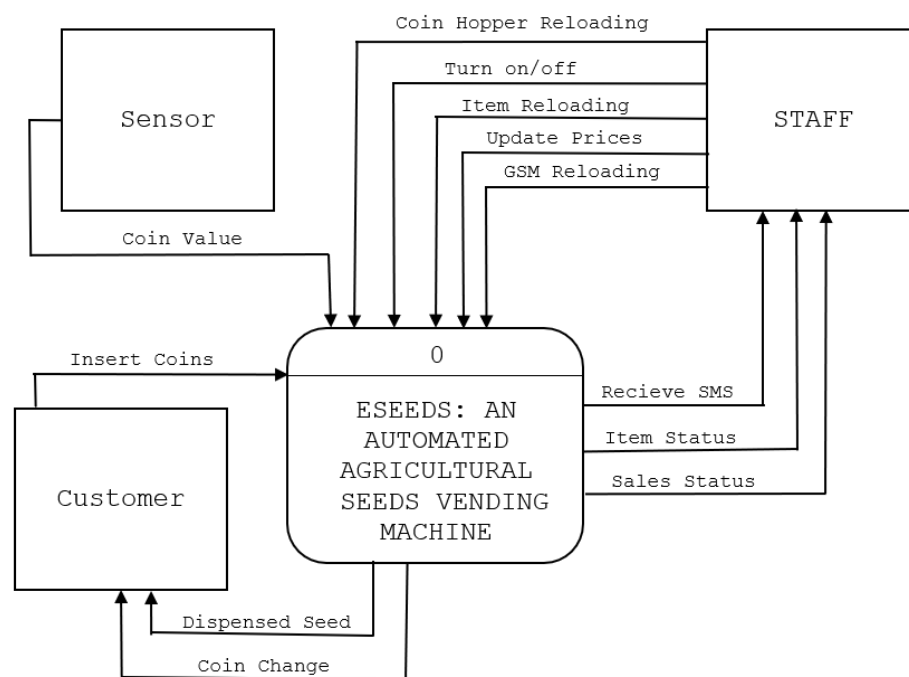 Coin Hopper Reloading
Sensor
Turn on/off
Item Reloading
STAFF
Update Prices
GSM Reloading
Coin Value
0
Insert Coins
ESEEDS: AN
AUTOMATED
AGRICULTURAL
SEEDS VENDING
MACHINE
Recieve SMS
Item Status
Sales Status
Customer
Dispensed Seed
Coin Change